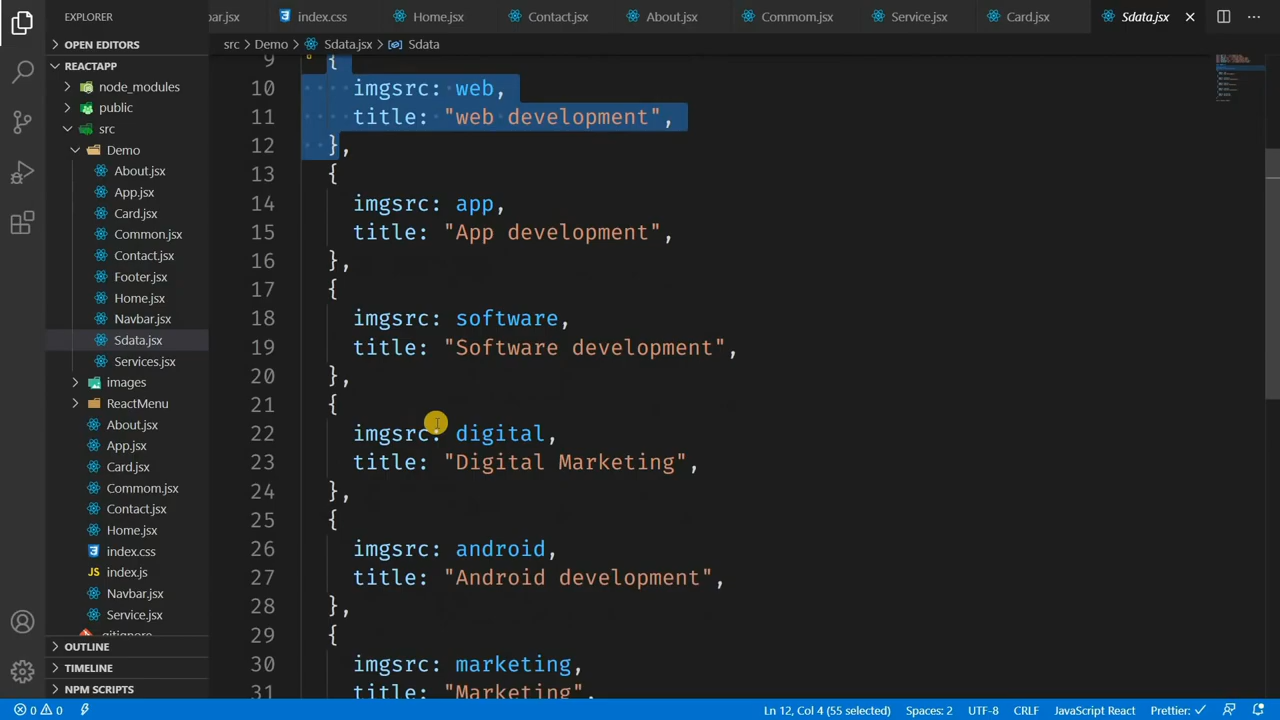 EXPLORER
bar.jsx
index.css
Home.jsx
Contact.jsx
About.jsx
Commom.jsx
Service.jsx
Card.jsx
Sdata.jsx
OPEN EDITORS
src > Demo > Sdata.jsx > Sdata
REACTAPP
node_modules
public
src
Demo
About.jsx
App.jsx
Card.jsx
Common.jsx
Contact.jsx
Footer.jsx
Home.jsx
Navbar.jsx
Sdata.jsx
Services.jsx
images
ReactMenu
About.jsx
App.jsx
Card.jsx
Commom.jsx
Contact.jsx
Home.jsx
index.css
index.js
Navbar.jsx
Service.jsx
.gitignore
OUTLINE
TIMELINE
NPM SCRIPTS
9 {
10 imgsrc: web,
11 title: "web development",
12 },
13 {
14 imgsrc: app,
15 title: "App development",
16 },
17 {
18 imgsrc: software,
19 title: "Software development",
20 },
21 {
22 imgsrc: digital,
23 title: "Digital Marketing",
24 },
25 {
26 imgsrc: android,
27 title: "Android development",
28 },
29 {
30 imgsrc: marketing,
31 title: "Marketing",
0 0
Ln 12, Col 4 (55 selected) Spaces: 2 UTF-8 CRLF JavaScript React Prettier: ✓